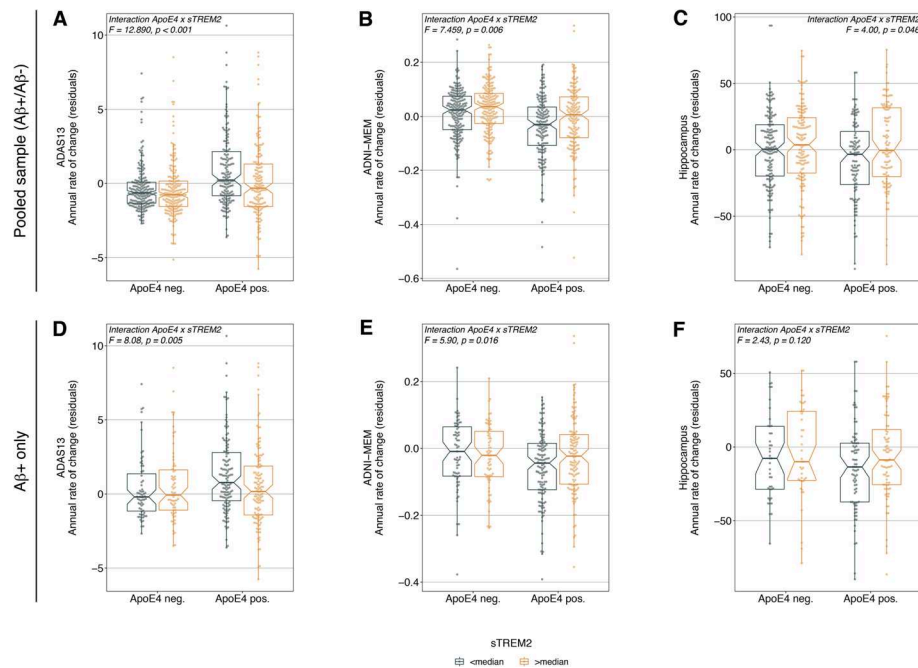 Pooled sample (Aβ+/Aβ-)
A
Interaction ApoE4 x sTREM2
F = 12.890, p < 0.001
ADAS13
Annual rate of change (residuals)
10
5
0
−5
ApoE4 neg.
ApoE4 pos.
B
Interaction ApoE4 x sTREM2
F = 7.459, p = 0.006
ADNI−MEM
Annual rate of change (residuals)
0.2
0.0
−0.2
−0.4
−0.6
ApoE4 neg.
ApoE4 pos.
C
Interaction ApoE4 x sTREM2
F = 4.00, p = 0.046
Hippocampus
Annual rate of change (residuals)
100
50
0
−50
ApoE4 neg.
ApoE4 pos.
Aβ+ only
D
Interaction ApoE4 x sTREM2
F = 8.08, p = 0.005
ADAS13
Annual rate of change (residuals)
10
5
0
−5
ApoE4 neg.
ApoE4 pos.
E
Interaction ApoE4 x sTREM2
F = 5.90, p = 0.016
ADNI−MEM
Annual rate of change (residuals)
0.2
0.0
−0.2
−0.4
ApoE4 neg.
ApoE4 pos.
F
Interaction ApoE4 x sTREM2
F = 2.43, p = 0.120
Hippocampus
Annual rate of change (residuals)
50
0
−50
ApoE4 neg.
ApoE4 pos.
sTREM2
<median
>median